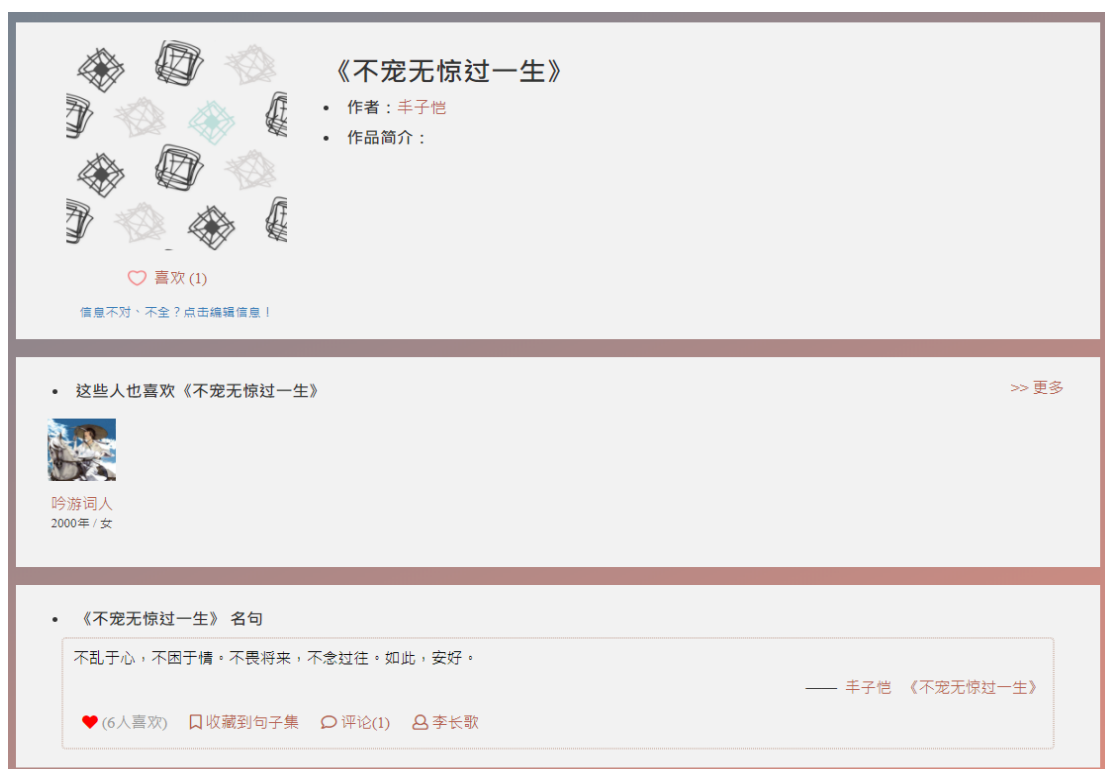 《不宠无惊过一生》
• 作者：丰子恺
• 作品简介：
喜欢 (1)
信息不对、不全？点击编辑信息！
• 这些人也喜欢《不宠无惊过一生》
>> 更多
吟游词人
2000年 / 女
• 《不宠无惊过一生》 名句
不乱于心，不困于情。不畏将来，不念过往。如此，安好。
—— 丰子恺 《不宠无惊过一生》
(6人喜欢) 收藏到句子集 评论(1) 李长歌